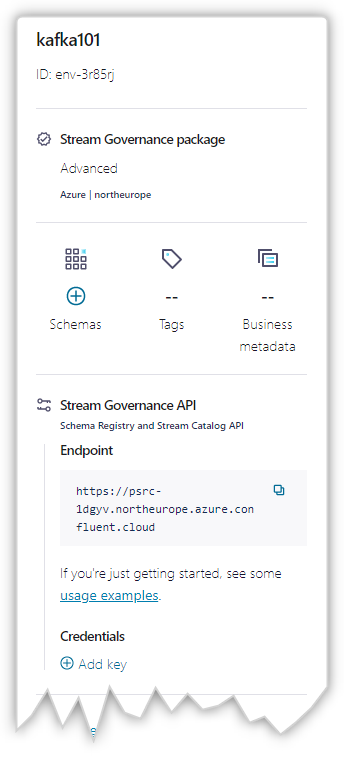 kafka101
ID: env-3r85rj
Stream Governance package
Advanced
Azure | northeurope
-- --
Schemas Tags Business
metadata
Stream Governance API
Schema Registry and Stream Catalog API
Endpoint
https://psrc-
1dgyv.northeurope.azure.con
fluent.cloud
If you're just getting started, see some
usage examples.
Credentials
Add key